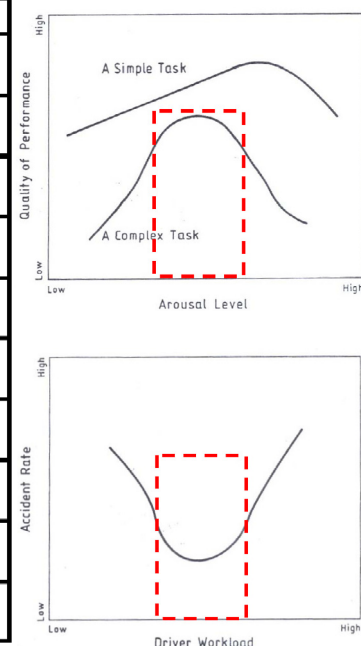 High
A Simple Task
Quality of Performance
A Complex Task
Low
Low
High
Arousal Level
High
Accident Rate
Low
Low
High
Driver Workload